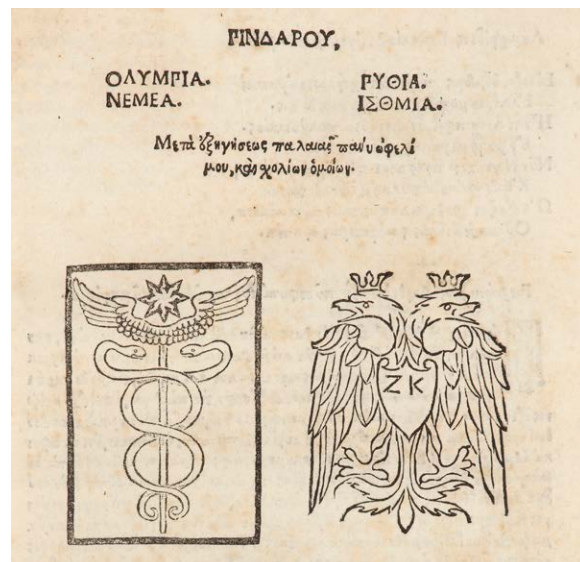 ΠΙΝΔΑΡΟΥ,
ΟΛΥΜΠΙΑ. ΠΥΘΙΑ.
ΝΕΜΕΑ. ΙΣΘΜΙΑ.
Μετὰ ἐξηγήσεως παλαιᾶς πάνυ ὠφελί
μου, καὶ σχολίων ὁμοίων.
ΖΚ